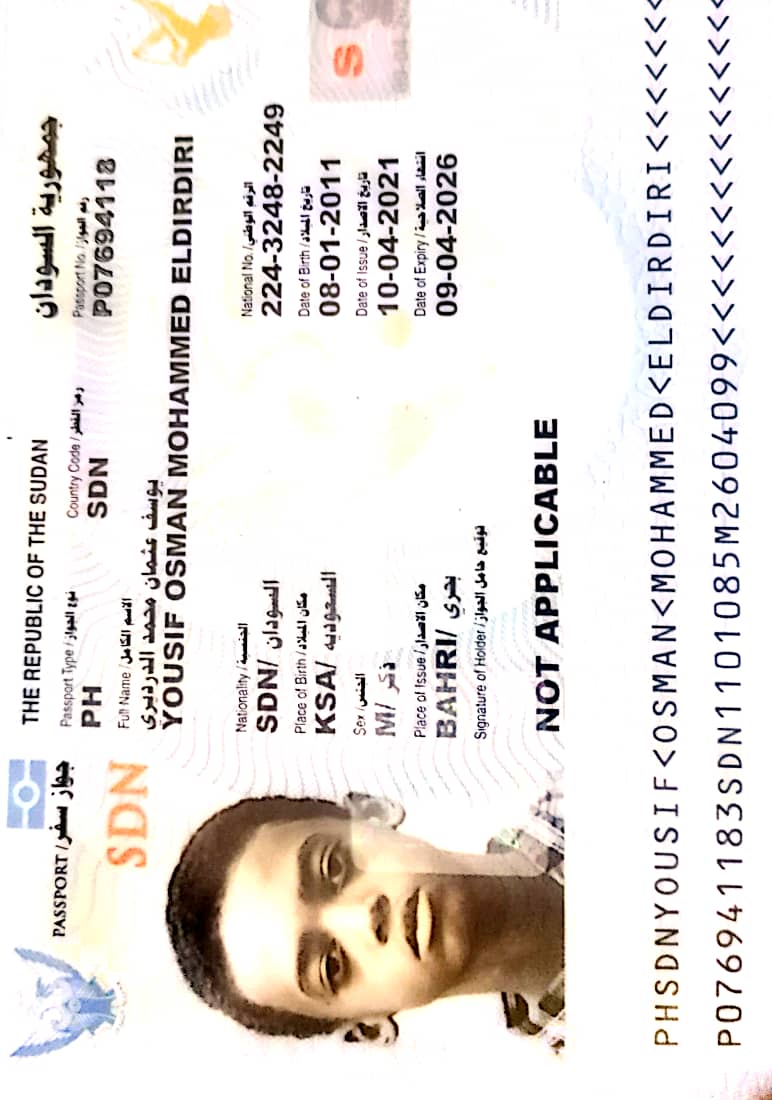 جواز سفر / PASSPORT
THE REPUBLIC OF THE SUDAN
جمهورية السودان
SDN
Passport Type / نوع الجواز
PH
Country Code / رمز القطر
SDN
Passport No. / رقم الجواز
P07694118
Full Name / الاسم الكامل
يوسف عثمان محمد الدرديري
YOUSIF OSMAN MOHAMMED ELDIRDIRI
Nationality / الجنسية
SDN/ السودان
National No. / الرقم الوطني
224-3248-2249
Place of Birth / مكان الميلاد
KSA/ السعودية
Date of Birth / تاريخ الميلاد
08-01-2011
Sex / الجنس
M/ ذكر
Date of Issue / تاريخ الاصدار
10-04-2021
Place of Issue / مكان الاصدار
BAHRI/ بحري
Date of Expiry / انتهاء الصلاحية
09-04-2026
Signature of Holder / توقيع حامل الجواز
NOT APPLICABLE
S
PHSDNYOUSIF<OSMAN<MOHAMMED<ELDIRDIRI<<<<<<<<
P076941183SDN1101085M2604099<<<<<<<<<<<<<<<<